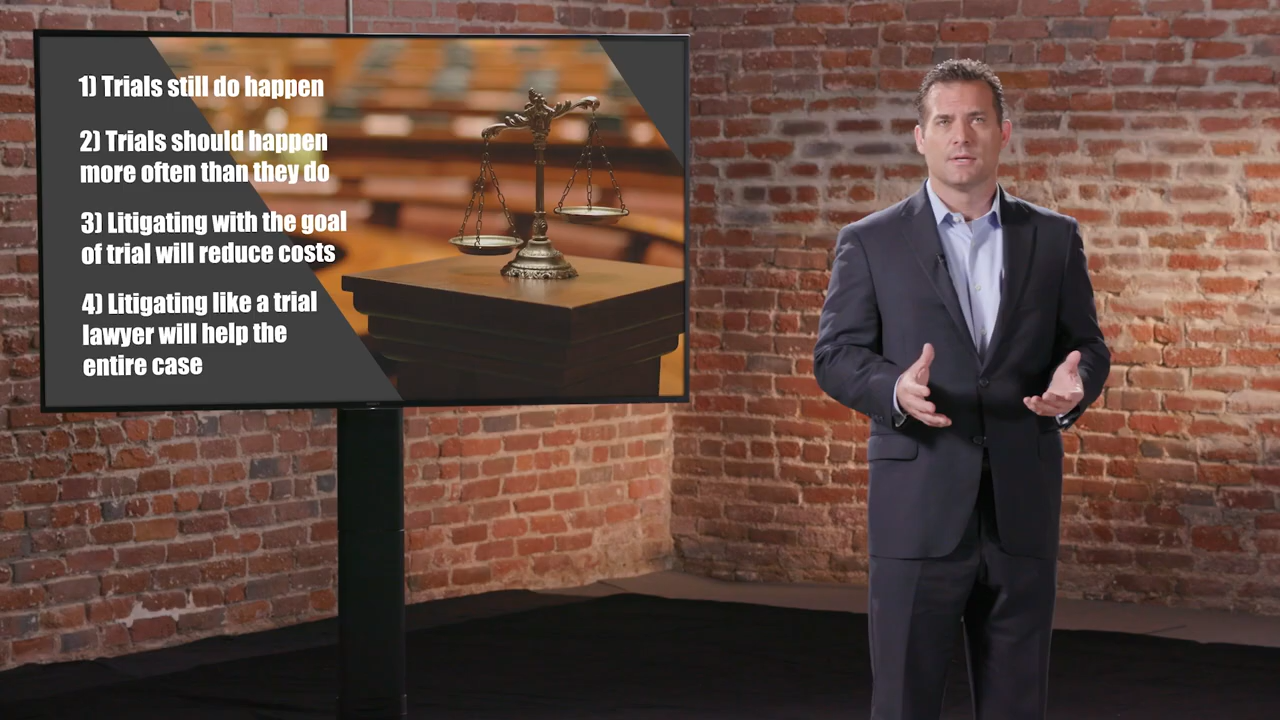 1) Trials still do happen
2) Trials should happen
more often than they do
3) Litigating with the goal
of trial will reduce costs
4) Litigating like a trial
lawyer will help the
entire case